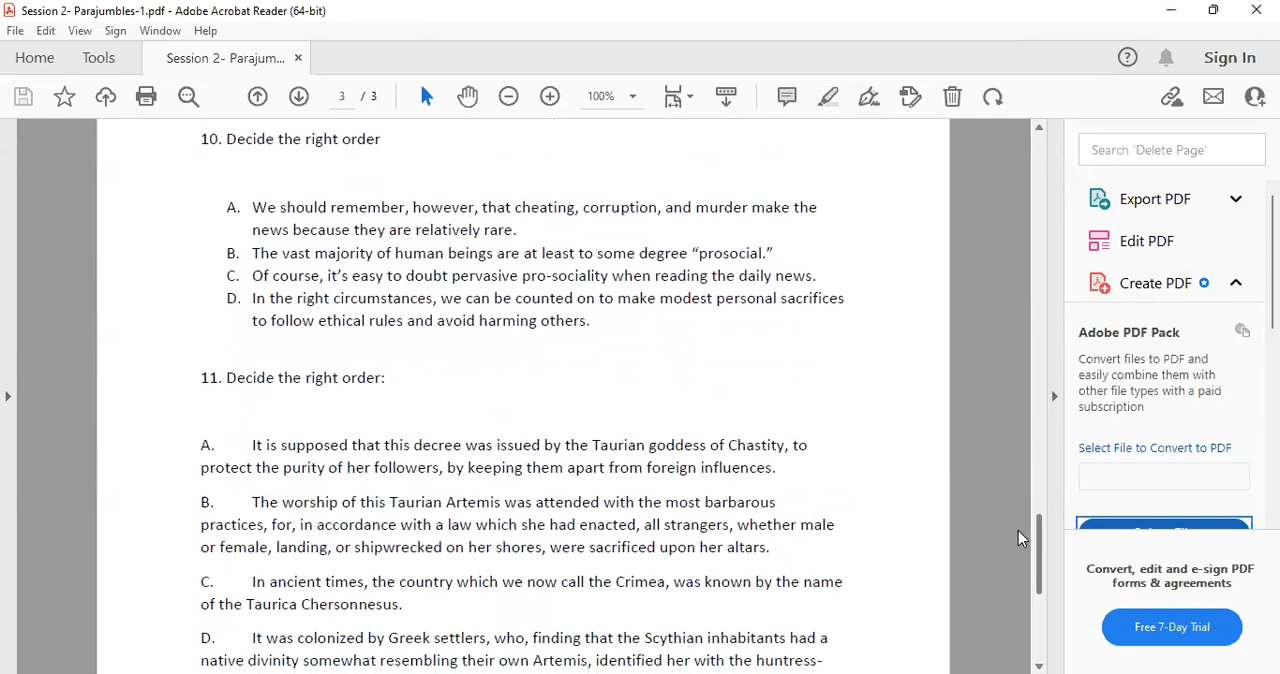 Session 2- Parajumbles-1.pdf - Adobe Acrobat Reader (64-bit)
File Edit View Sign Window Help
Home Tools Session 2- Parajum... × Sign In
3 / 3 100%
Search 'Delete Page'
Export PDF
Edit PDF
Create PDF
Adobe PDF Pack
Convert files to PDF and
easily combine them with
other file types with a paid
subscription
Select File to Convert to PDF
Convert, edit and e-sign PDF
forms & agreements
Free 7-Day Trial
10. Decide the right order
A. We should remember, however, that cheating, corruption, and murder make the
news because they are relatively rare.
B. The vast majority of human beings are at least to some degree “prosocial.”
C. Of course, it’s easy to doubt pervasive pro-sociality when reading the daily news.
D. In the right circumstances, we can be counted on to make modest personal sacrifices
to follow ethical rules and avoid harming others.
11. Decide the right order:
A. It is supposed that this decree was issued by the Taurian goddess of Chastity, to
protect the purity of her followers, by keeping them apart from foreign influences.
B. The worship of this Taurian Artemis was attended with the most barbarous
practices, for, in accordance with a law which she had enacted, all strangers, whether male
or female, landing, or shipwrecked on her shores, were sacrificed upon her altars.
C. In ancient times, the country which we now call the Crimea, was known by the name
of the Taurica Chersonnesus.
D. It was colonized by Greek settlers, who, finding that the Scythian inhabitants had a
native divinity somewhat resembling their own Artemis, identified her with the huntress-